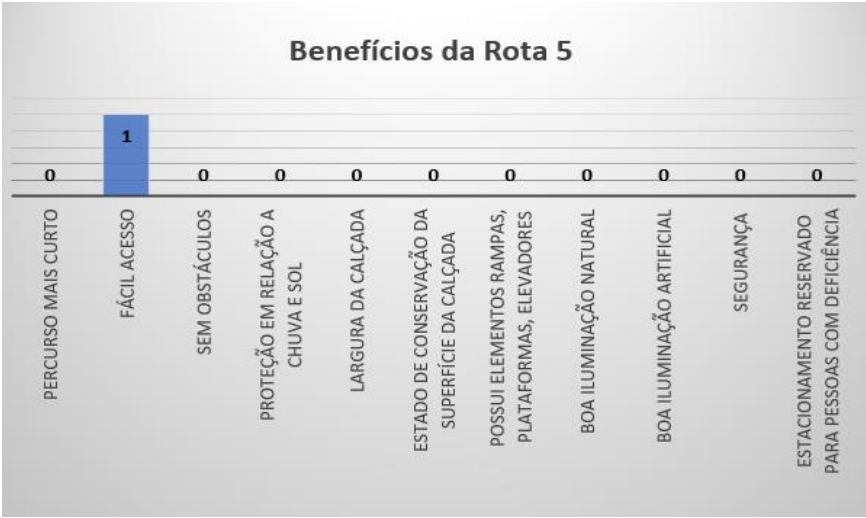 Benefícios da Rota 5
0
1
0
0
0
0
0
0
0
0
0
PERCURSO MAIS CURTO
FÁCIL ACESSO
SEM OBSTÁCULOS
PROTEÇÃO EM RELAÇÃO A
CHUVA E SOL
LARGURA DA CALÇADA
ESTADO DE CONSERVAÇÃO DA
SUPERFÍCIE DA CALÇADA
POSSUI ELEMENTOS RAMPAS,
PLATAFORMAS, ELEVADORES
BOA ILUMINAÇÃO NATURAL
BOA ILUMINAÇÃO ARTIFICIAL
SEGURANÇA
ESTACIONAMENTO RESERVADO
PARA PESSOAS COM DEFICIÊNCIA